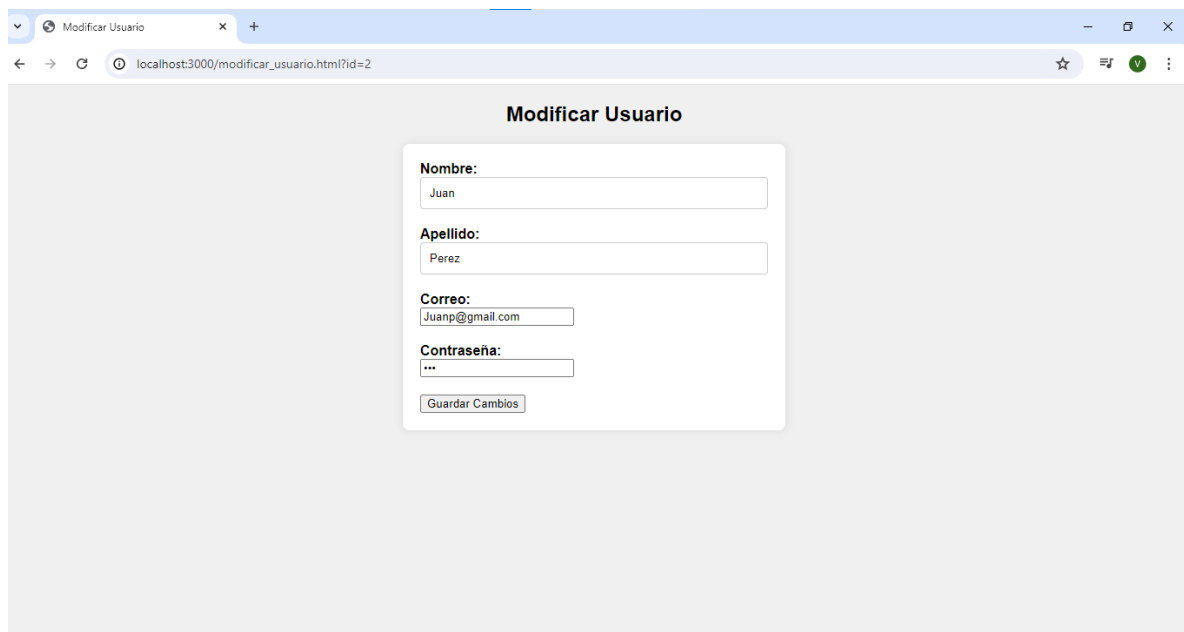 Modificar Usuario
localhost:3000/modificar_usuario.html?id=2
V
Modificar Usuario
Nombre:
Juan
Apellido:
Perez
Correo:
Juanp@gmail.com
Contraseña:
•••
Guardar Cambios